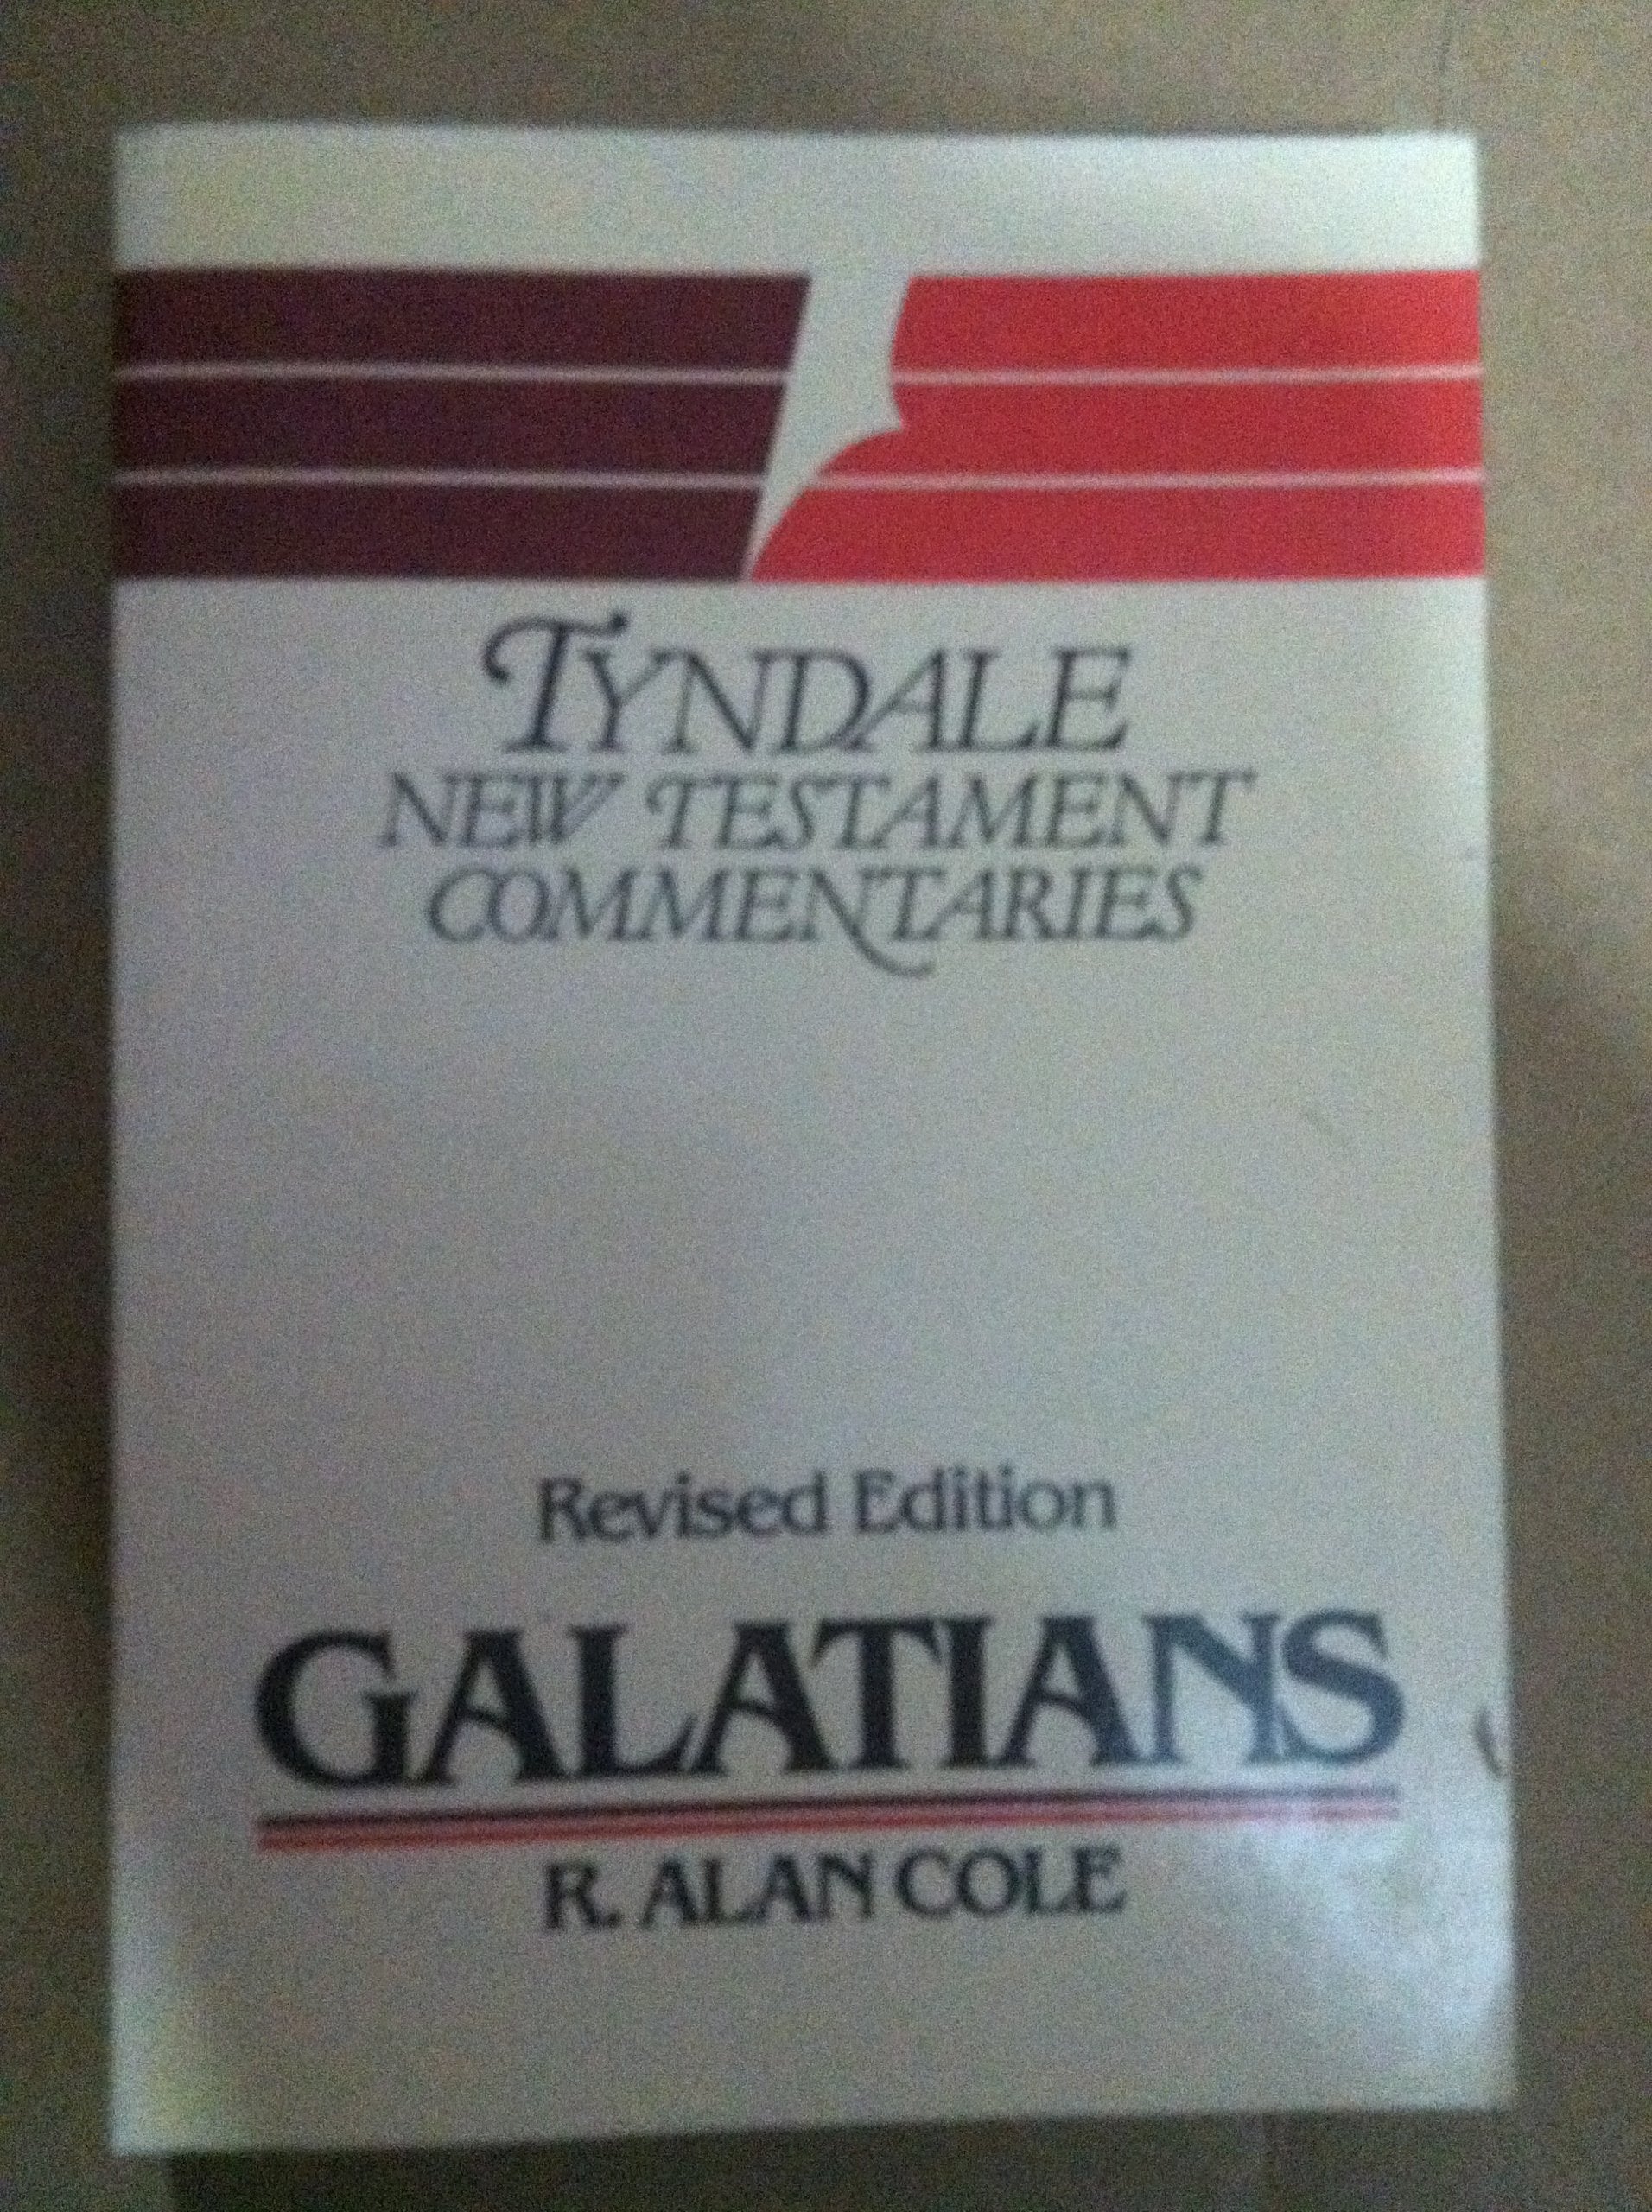 TYNDALE
NEW TESTAMENT
COMMENTARIES
Revised Edition
GALATIANS
R. ALAN COLE